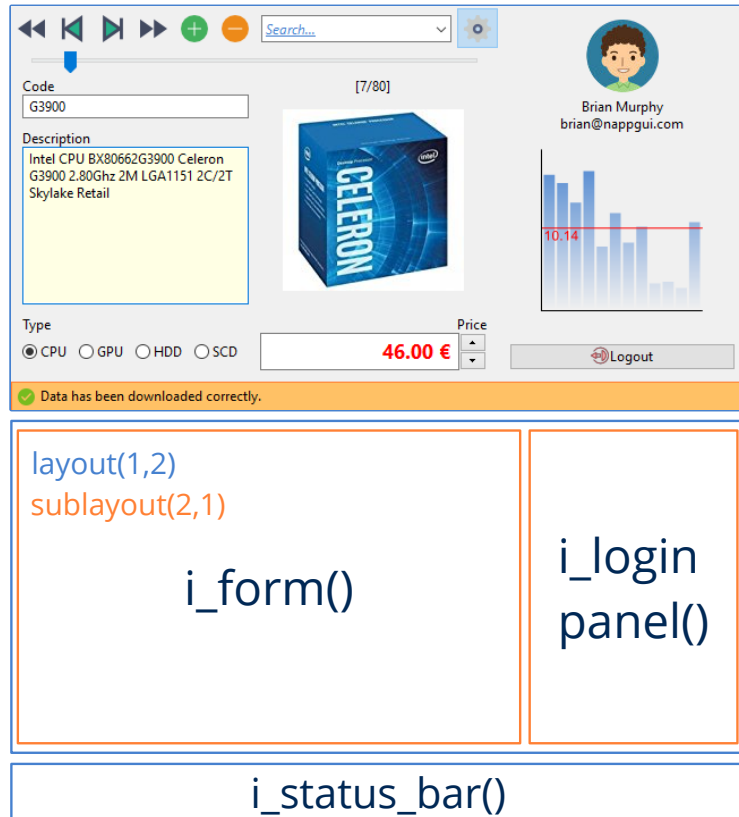 Search...
Code
[7/80]
G3900
Brian Murphy
brian@nappgui.com
Description
Intel CPU BX80662G3900 Celeron
G3900 2.80Ghz 2M LGA1151 2C/2T
Skylake Retail
intel
CELERON
10.14
Type
Price
CPU GPU HDD SCD
46.00 €
Logout
Data has been downloaded correctly.
layout(1,2)
sublayout(2,1)
i_form()
i_login
panel()
i_status_bar()